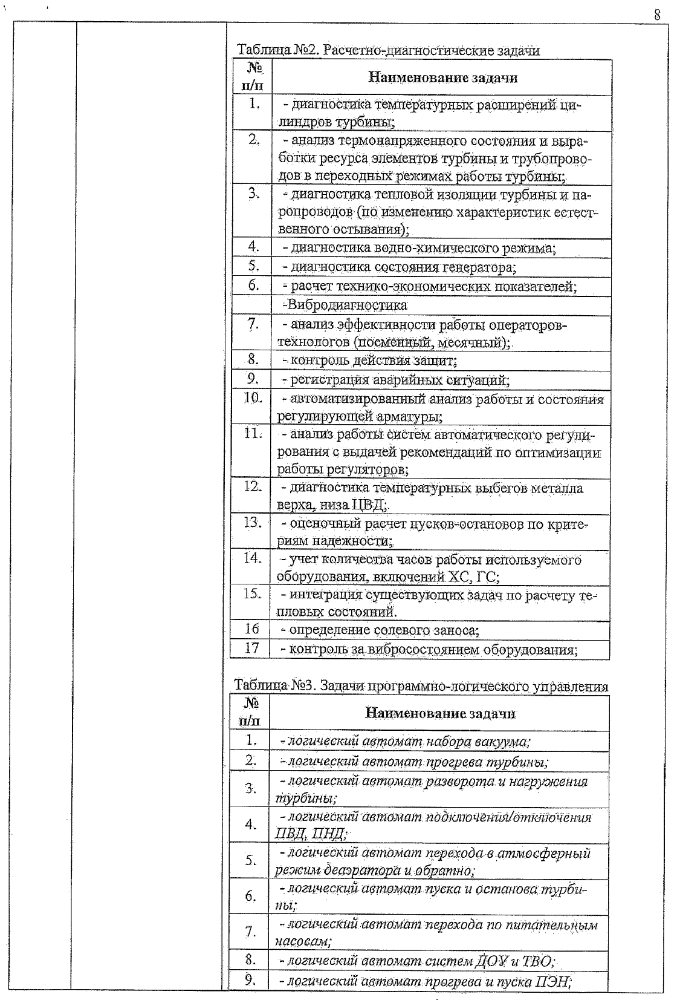 8
Таблица №2. Расчетно-диагностические задачи
№
п/п
Наименование задачи
1. - диагностика температурных расширений ци-
линдров турбины;
2. - анализ термонапряженного состояния и выра-
ботки ресурса элементов турбины и трубопрово-
дов в переходных режимах работы турбины;
3. - диагностика тепловой изоляции турбины и па-
ропроводов (по изменению характеристик естест-
венного остывания);
4. - диагностика водно-химического режима;
5. - диагностика состояния генератора;
6. - расчет технико-экономических показателей;
-Вибродиагностика
7. - анализ эффективности работы операторов-
технологов (посменный, месячный);
8. - контроль действия защит;
9. - регистрация аварийных ситуаций;
10. - автоматизированный анализ работы и состояния
регулирующей арматуры;
11. - анализ работы систем автоматического регули-
рования с выдачей рекомендаций по оптимизации
работы регуляторов;
12. - диагностика температурных выбегов металла
верха, низа ЦВД;
13. - оценочный расчет пусков-остановов по крите-
риям надежности;
14. - учет количества часов работы используемого
оборудования, включений ХС, ГС;
15. - интеграция существующих задач по расчету те-
пловых состояний.
16 - определение солевого заноса;
17 - контроль за вибросостоянием оборудования;
Таблица №3. Задачи программно-логического управления
№
п/п
Наименование задачи
1. - логический автомат набора вакуума;
2. - логический автомат прогрева турбины;
3. - логический автомат разворота и нагружения
турбины;
4. - логический автомат подключения/отключения
ПВД, ПНД;
5. - логический автомат перехода в атмосферный
режим деаэратора и обратно;
6. - логический автомат пуска и останова турби-
ны;
7. - логический автомат перехода по питательным
насосам;
8. - логический автомат систем ДОУ и ТВО;
9. - логический автомат прогрева и пуска ПЭН;